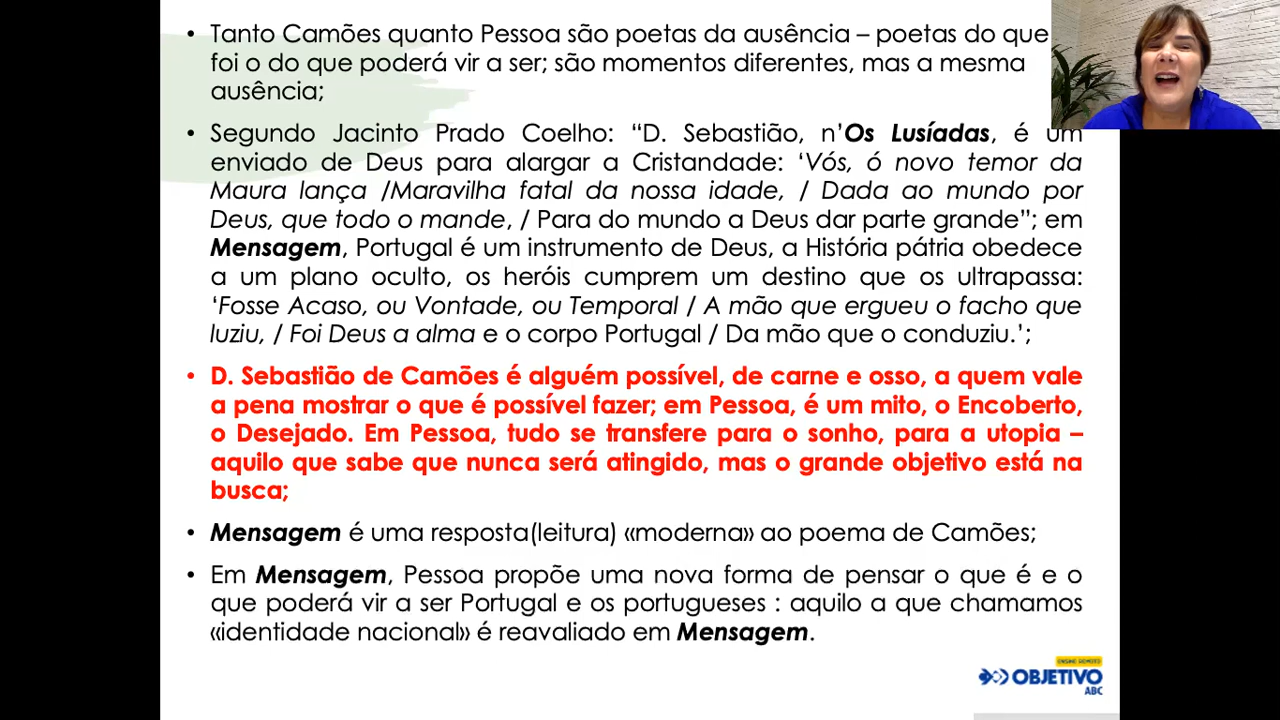 • Tanto Camões quanto Pessoa são poetas da ausência – poetas do que
foi o do que poderá vir a ser; são momentos diferentes, mas a mesma
ausência;
• Segundo Jacinto Prado Coelho: “D. Sebastião, n’Os Lusíadas, é um
enviado de Deus para alargar a Cristandade: ‘Vós, ó novo temor da
Maura lança /Maravilha fatal da nossa idade, / Dada ao mundo por
Deus, que todo o mande, / Para do mundo a Deus dar parte grande”; em
Mensagem, Portugal é um instrumento de Deus, a História pátria obedece
a um plano oculto, os heróis cumprem um destino que os ultrapassa:
‘Fosse Acaso, ou Vontade, ou Temporal / A mão que ergueu o facho que
luziu, / Foi Deus a alma e o corpo Portugal / Da mão que o conduziu.’;
• D. Sebastião de Camões é alguém possível, de carne e osso, a quem vale
a pena mostrar o que é possível fazer; em Pessoa, é um mito, o Encoberto,
o Desejado. Em Pessoa, tudo se transfere para o sonho, para a utopia –
aquilo que sabe que nunca será atingido, mas o grande objetivo está na
busca;
• Mensagem é uma resposta(leitura) «moderna» ao poema de Camões;
• Em Mensagem, Pessoa propõe uma nova forma de pensar o que é e o
que poderá vir a ser Portugal e os portugueses : aquilo a que chamamos
«identidade nacional» é reavaliado em Mensagem.
ENSINO REMOTO
OBJETIVO
ABC